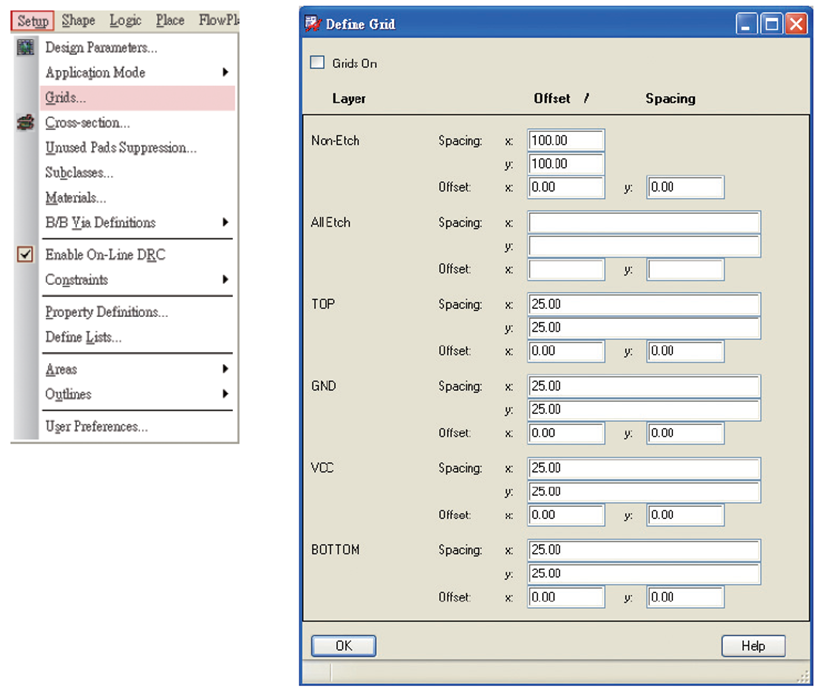 Setup Shape Logic Place FlowPl
Design Parameters...
Application Mode
Grids...
Cross-section...
Unused Pads Suppression...
Subclasses...
Materials...
B/B Via Definitions
Enable On-Line DRC
Constraints
Property Definitions...
Define Lists...
Areas
Outlines
User Preferences...
Define Grid
Grids On
Layer Offset / Spacing
Non-Etch Spacing: x: 100.00
y: 100.00
Offset: x: 0.00 y: 0.00
All Etch Spacing: x:
y:
Offset: x: y:
TOP Spacing: x: 25.00
y: 25.00
Offset: x: 0.00 y: 0.00
GND Spacing: x: 25.00
y: 25.00
Offset: x: 0.00 y: 0.00
VCC Spacing: x: 25.00
y: 25.00
Offset: x: 0.00 y: 0.00
BOTTOM Spacing: x: 25.00
y: 25.00
Offset: x: 0.00 y: 0.00
OK Help